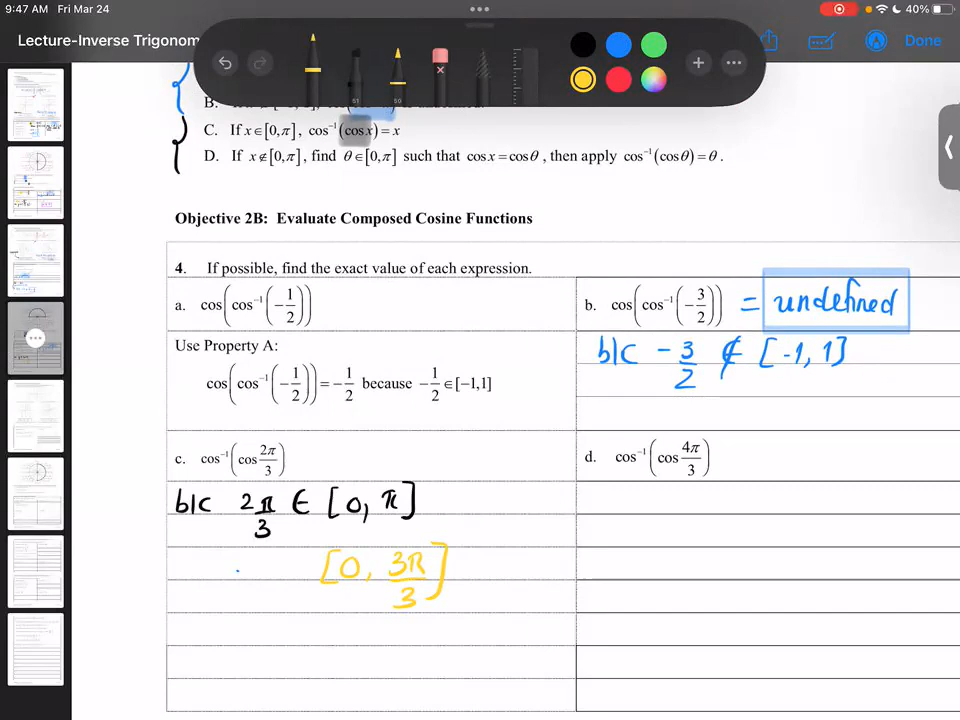 9:47 AM Fri Mar 24
40%
Lecture-Inverse Trigonom
Done
51
50
B.
C. If x ∈ [0, π], cos⁻¹(cos x) = x
D. If x ∉ [0, π], find θ ∈ [0, π] such that cos x = cos θ, then apply cos⁻¹(cos θ) = θ.
Objective 2B: Evaluate Composed Cosine Functions
4. If possible, find the exact value of each expression.
a. cos(cos⁻¹(−1/2))
b. cos(cos⁻¹(−3/2)) = undefined
b/c −3/2 ∉ [-1, 1]
Use Property A:
cos(cos⁻¹(−1/2)) = −1/2 because −1/2 ∈ [−1,1]
c. cos⁻¹(cos 2π/3)
d. cos⁻¹(cos 4π/3)
b/c 2π/3 ∈ [0, π]
[0, 3π/3]